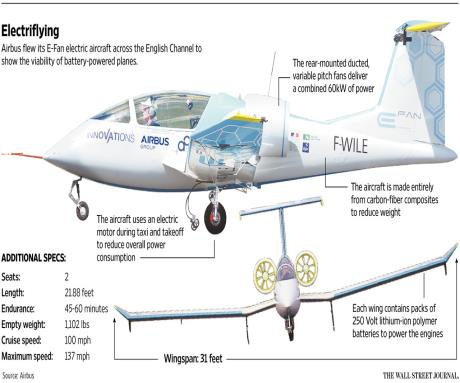 Electriflying
Airbus flew its E-Fan electric aircraft across the English Channel to
show the viability of battery-powered planes.
The rear-mounted ducted,
variable pitch fans deliver
a combined 60kW of power
E FAN
INNOVATIONS
AIRBUS
GROUP
F-WILE
The aircraft is made entirely
from carbon-fiber composites
to reduce weight
The aircraft uses an electric
motor during taxi and takeoff
to reduce overall power
consumption
ADDITIONAL SPECS:
Seats: 2
Length: 21.88 feet
Endurance: 45-60 minutes
Empty weight: 1,102 lbs
Cruise speed: 100 mph
Maximum speed: 137 mph
Each wing contains packs of
250 Volt lithium-ion polymer
batteries to power the engines
Wingspan: 31 feet
Source: Airbus
THE WALL STREET JOURNAL.